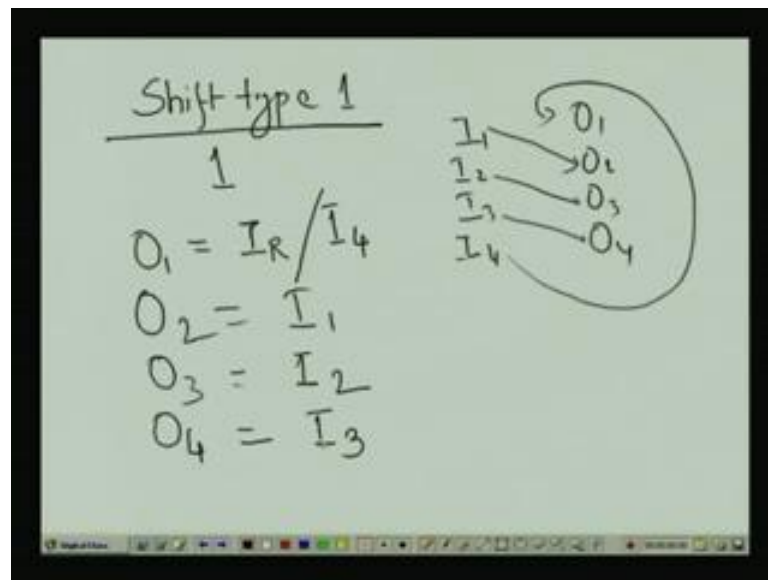 Shift type 1
1
O₁ = I_R / I₄
O₂ = I₁
O₃ = I₂
O₄ = I₃
I₁
I₂
I₃
I₄
O₁
O₂
O₃
O₄